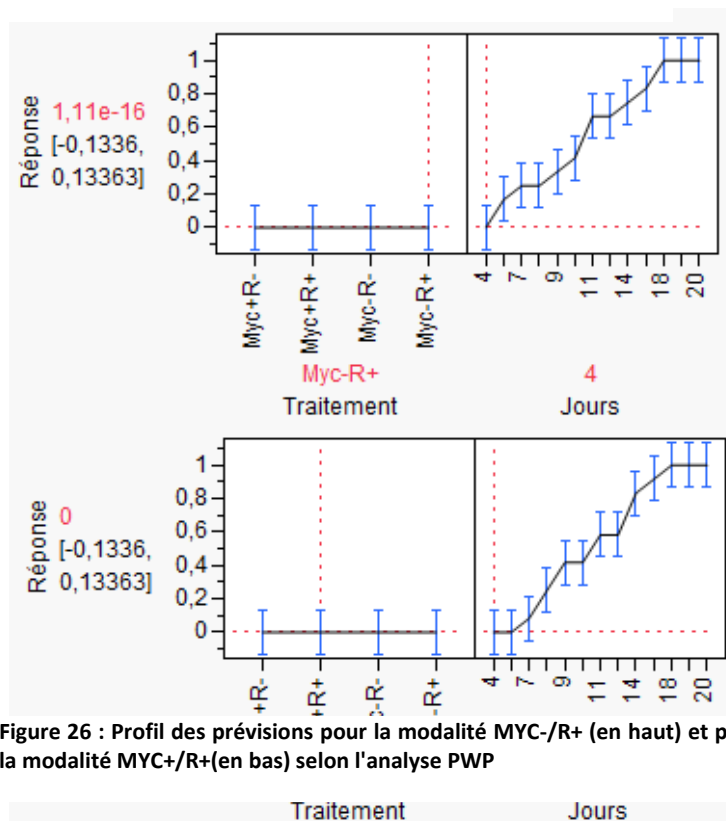 Réponse
1,11e-16
[-0,1336,
0,13363]
1
0,8
0,6
0,4
0,2
0
Myc+R-
Myc+R+
Myc-R-
Myc-R+
4
7
9
11
14
18
20
Myc-R+
4
Traitement
Jours
Réponse
0
[-0,1336,
0,13363]
1
0,8
0,6
0,4
0,2
0
+R-
+R+
c-R-
-R+
4
7
9
11
14
18
20
Figure 26 : Profil des prévisions pour la modalité MYC-/R+ (en haut) et p
la modalité MYC+/R+(en bas) selon l'analyse PWP
Traitement
Jours